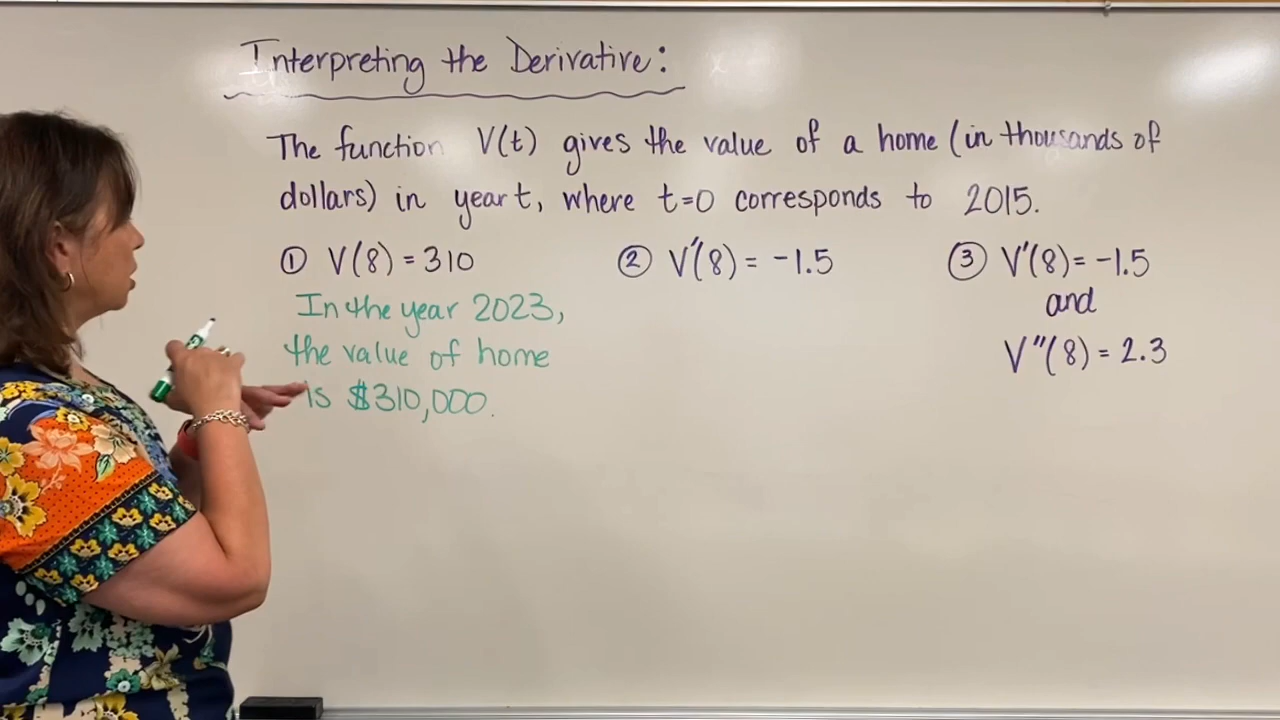 Interpreting the Derivative:
The function V(t) gives the value of a home (in thousands of
dollars) in year t, where t=0 corresponds to 2015.
① V(8) = 310
In the year 2023,
the value of home
is $310,000.
② V'(8) = -1.5
③ V'(8) = -1.5
and
V"(8) = 2.3